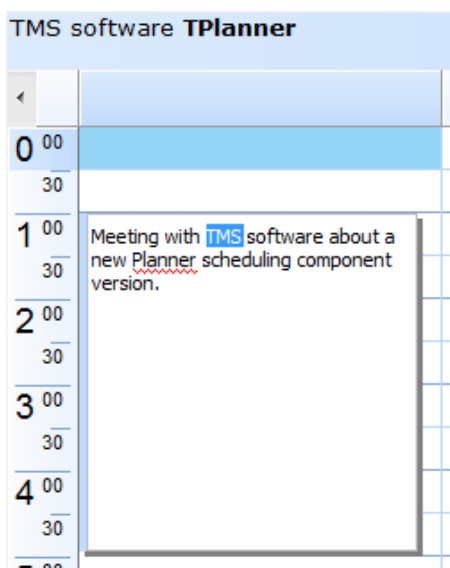 TMS software TPlanner
0 00
30
1 00
Meeting with TMS software about a
new Planner scheduling component
version.
30
2 00
30
3 00
30
4 00
30